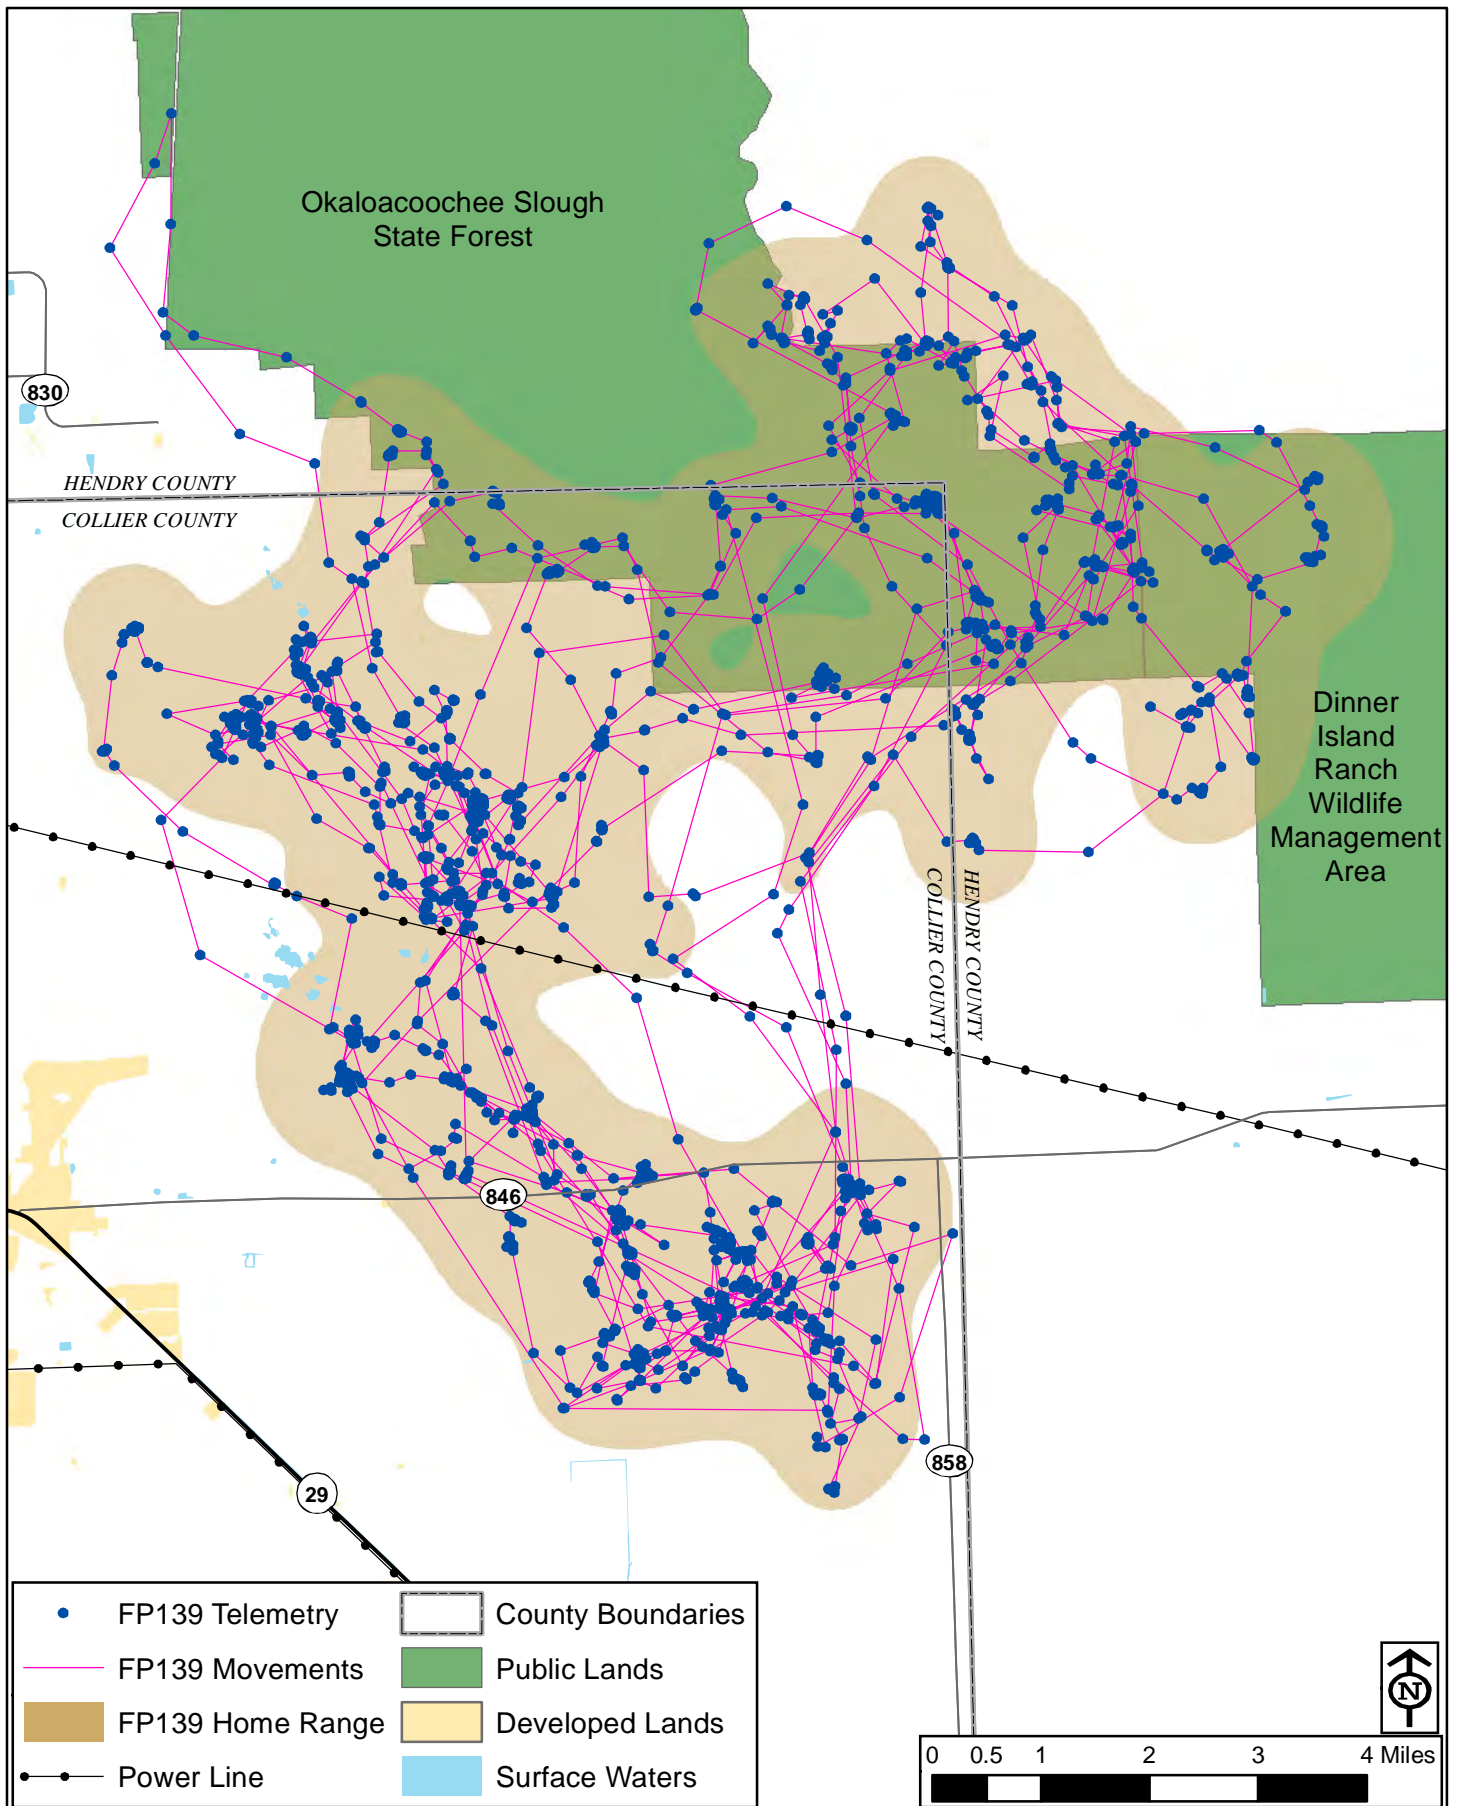 Okaloacoochee Slough
State Forest
830
HENDRY COUNTY
COLLIER COUNTY
Dinner
Island
Ranch
Wildlife
Management
Area
HENDRY COUNTY
COLLIER COUNTY
846
858
29
FP139 Telemetry
FP139 Movements
FP139 Home Range
Power Line
County Boundaries
Public Lands
Developed Lands
Surface Waters
N
0 0.5 1 2 3 4 Miles